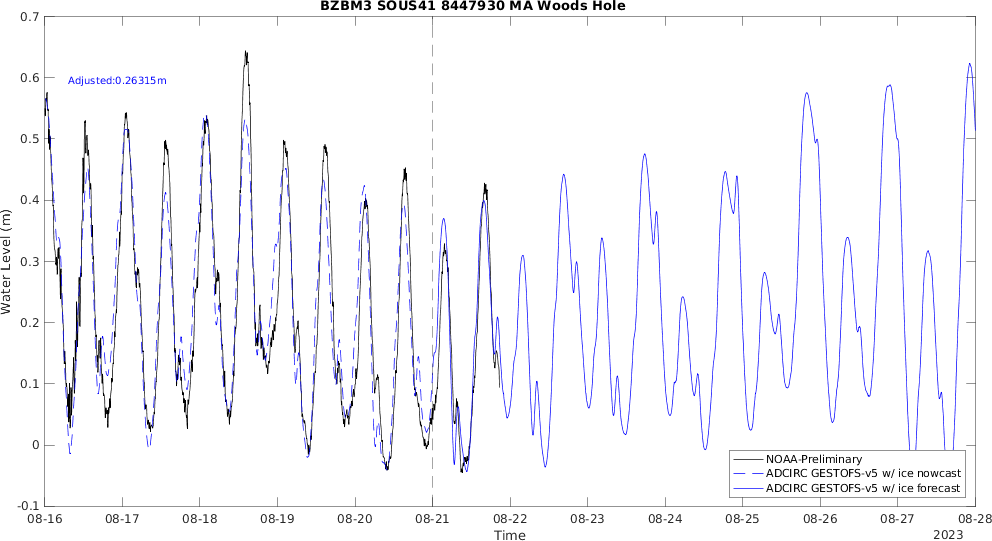 BZBM3 SOUS41 8447930 MA Woods Hole
0.7
0.6
0.5
0.4
0.3
0.2
0.1
0
-0.1
Water Level (m)
Adjusted:0.26315m
NOAA-Preliminary
ADCIRC GESTOFS-v5 w/ ice nowcast
ADCIRC GESTOFS-v5 w/ ice forecast
08-16 08-17 08-18 08-19 08-20 08-21 08-22 08-23 08-24 08-25 08-26 08-27 08-28
Time
2023